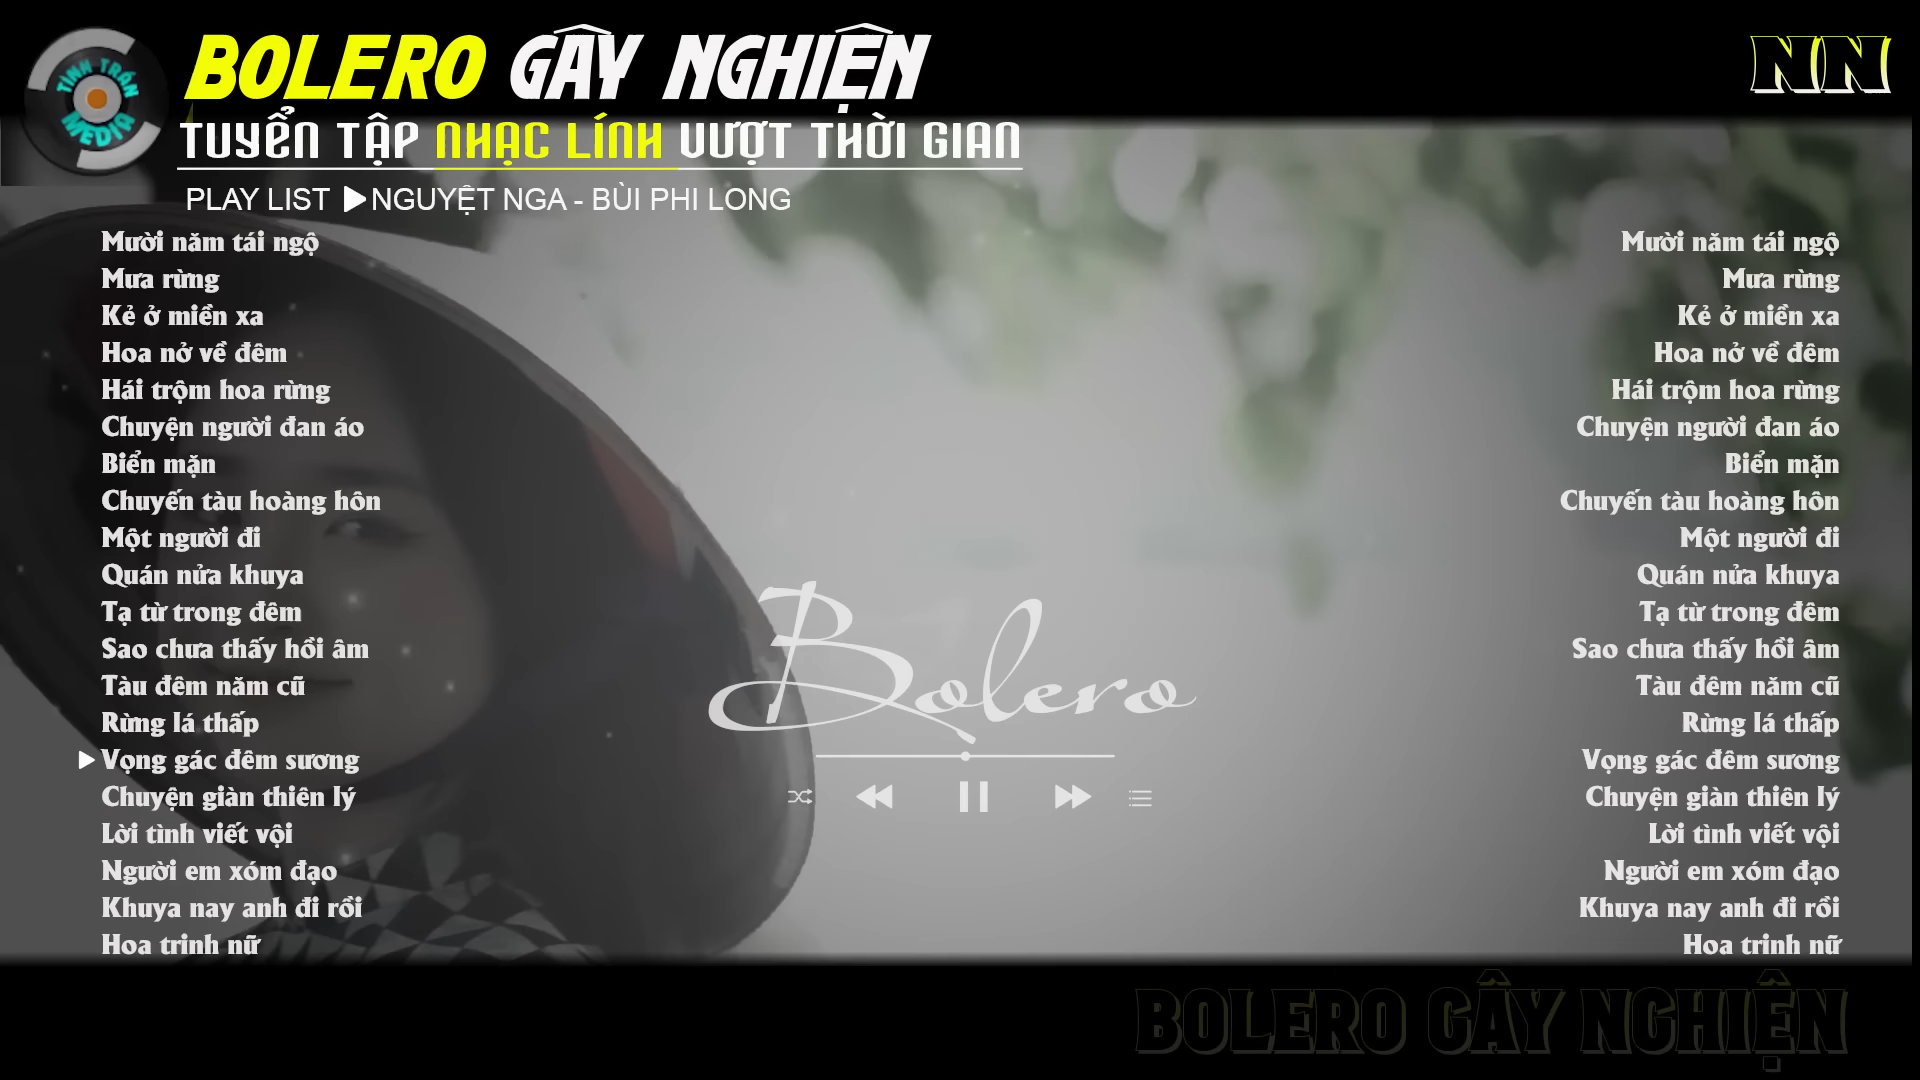 TÌNH TRẦN
MEDIA
BOLERO GÂY NGHIỆN
NN
TUYỂN TẬP NHẠC LÍNH VƯỢT THỜI GIAN
PLAY LIST NGUYỆT NGA - BÙI PHI LONG
Mười năm tái ngộ
Mưa rừng
Kẻ ở miền xa
Hoa nở về đêm
Hái trộm hoa rừng
Chuyện người đan áo
Biển mặn
Chuyến tàu hoàng hôn
Một người đi
Quán nửa khuya
Tạ từ trong đêm
Sao chưa thấy hồi âm
Tàu đêm năm cũ
Rừng lá thấp
Vọng gác đêm sương
Chuyện giàn thiên lý
Lời tình viết vội
Người em xóm đạo
Khuya nay anh đi rồi
Hoa trinh nữ
Bolero
Mười năm tái ngộ
Mưa rừng
Kẻ ở miền xa
Hoa nở về đêm
Hái trộm hoa rừng
Chuyện người đan áo
Biển mặn
Chuyến tàu hoàng hôn
Một người đi
Quán nửa khuya
Tạ từ trong đêm
Sao chưa thấy hồi âm
Tàu đêm năm cũ
Rừng lá thấp
Vọng gác đêm sương
Chuyện giàn thiên lý
Lời tình viết vội
Người em xóm đạo
Khuya nay anh đi rồi
Hoa trinh nữ
BOLERO GÂY NGHIỆN